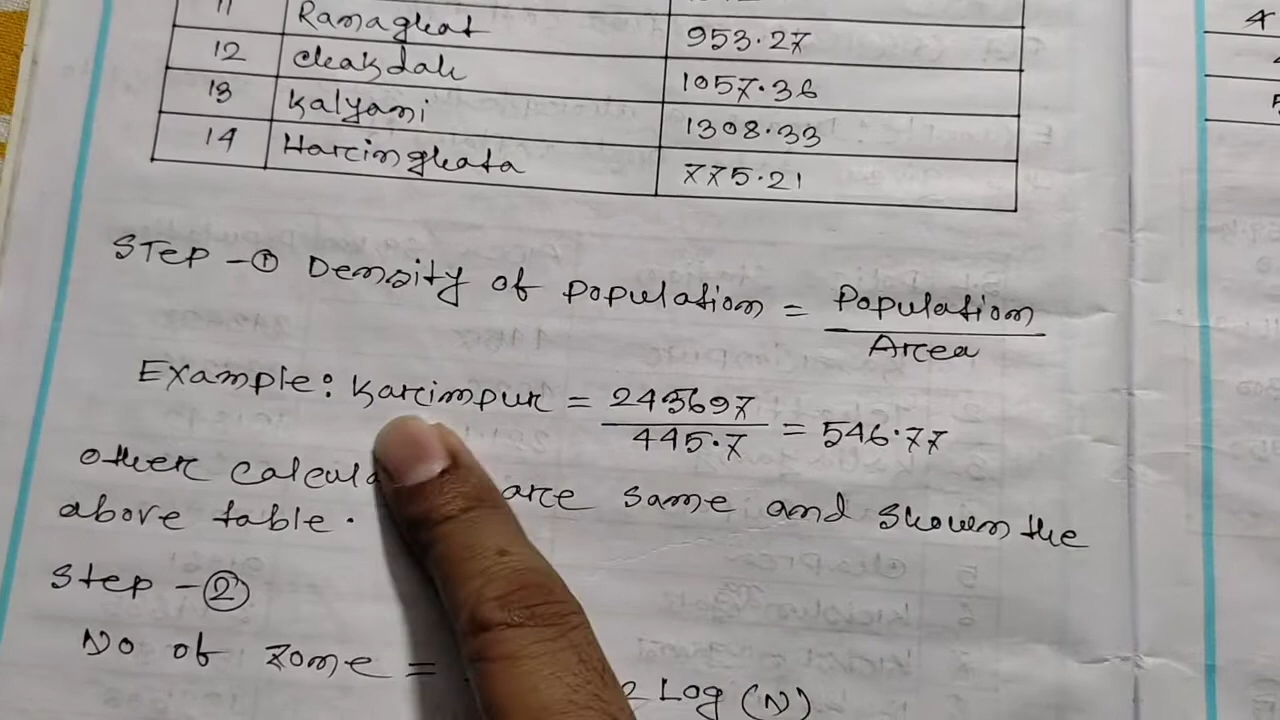 11 Ranaghat
12 chakdah 953.27
13 Kalyani 1057.36
14 Haringhata 1308.33
775.21
STEP - ① Density of Population = Population / Area
Example: Karimpur = 243697 / 445.7 = 546.77
other are same and shown the
above table.
Step - ②
No of zone =
Log (N)